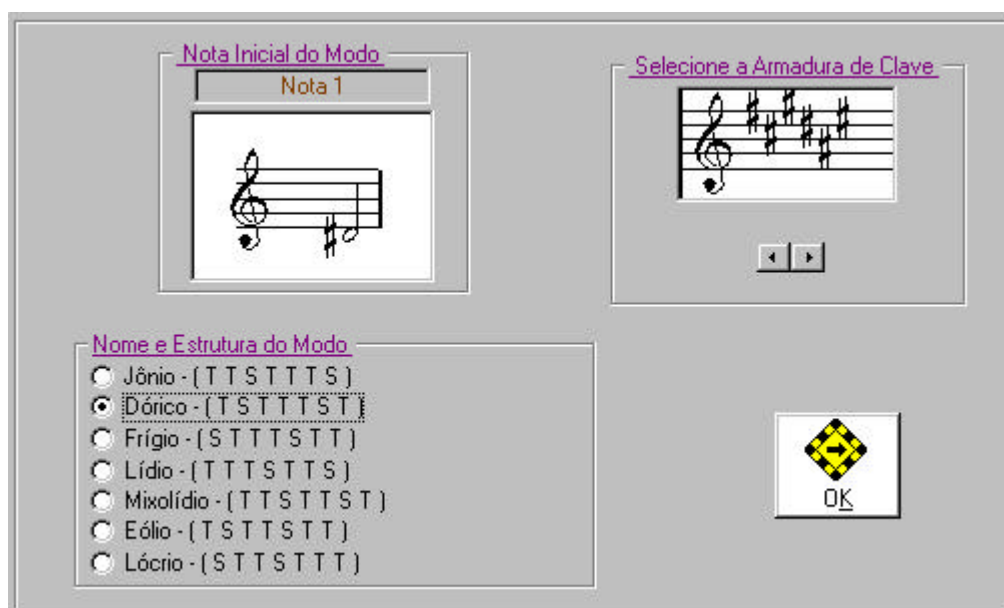 Nota Inicial do Modo
Nota 1
Selecione a Armadura de Clave
Nome e Estrutura do Modo
Jônio - ( T T S T T T S )
Dórico - ( T S T T T S T )
Frígio - ( S T T T S T T )
Lídio - ( T T T S T T S )
Mixolídio - ( T T S T T S T )
Eólio - ( T S T T S T T )
Lócrio - ( S T T S T T T )
OK